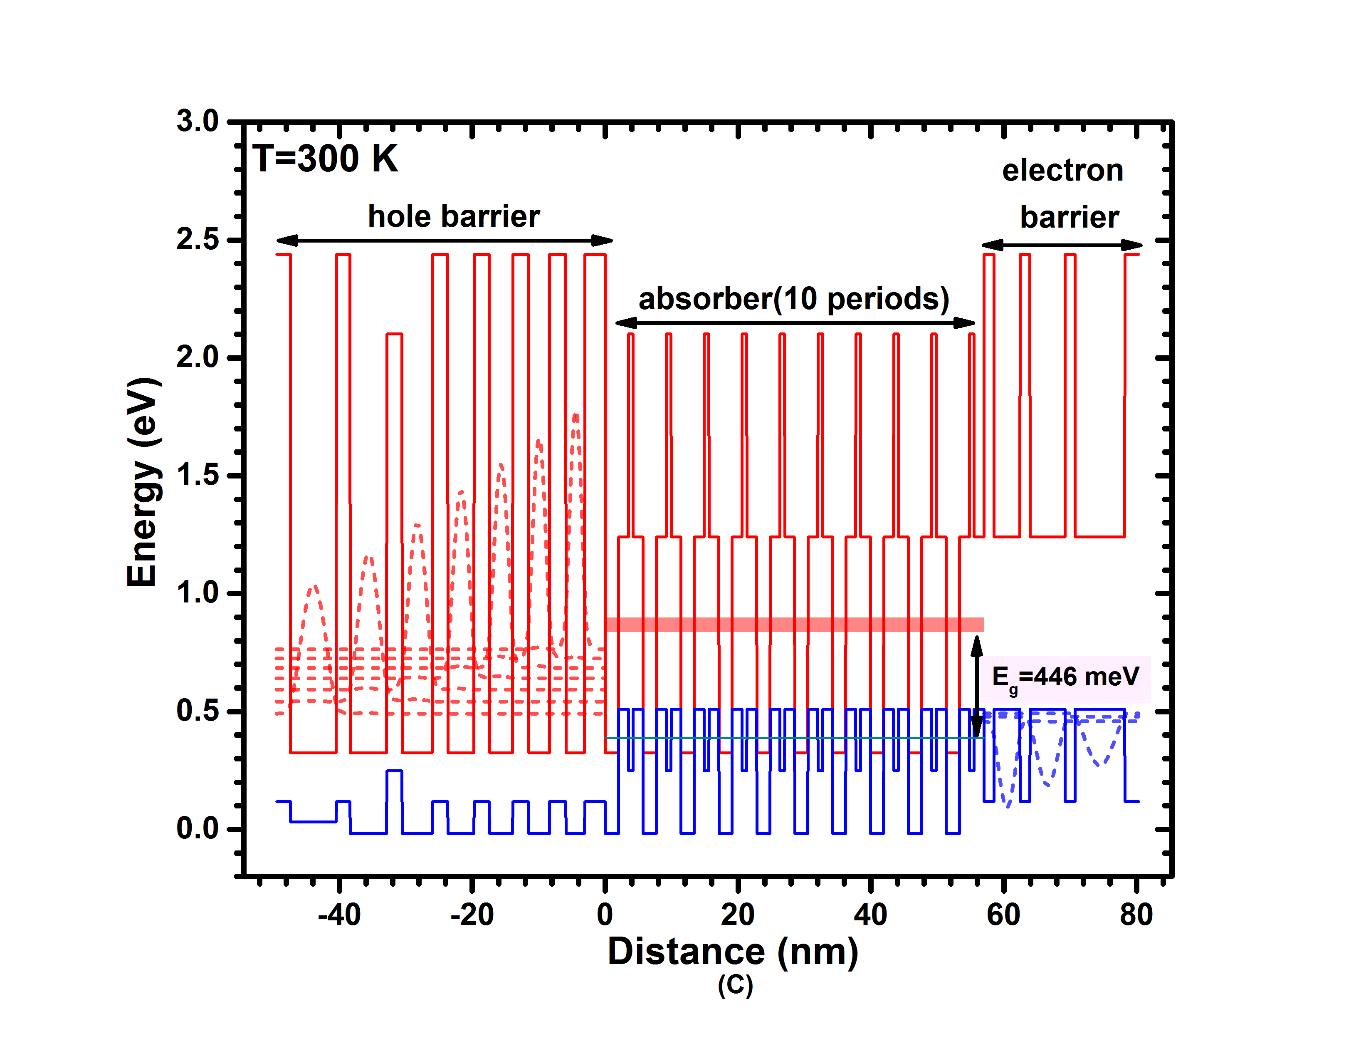 3.0
T=300 K
electron
hole barrier
barrier
2.5
absorber(10 periods)
2.0
Energy (eV)
1.5
1.0
Eg=446 meV
0.5
0.0
-40 -20 0 20 40 60 80
Distance (nm)
(C)